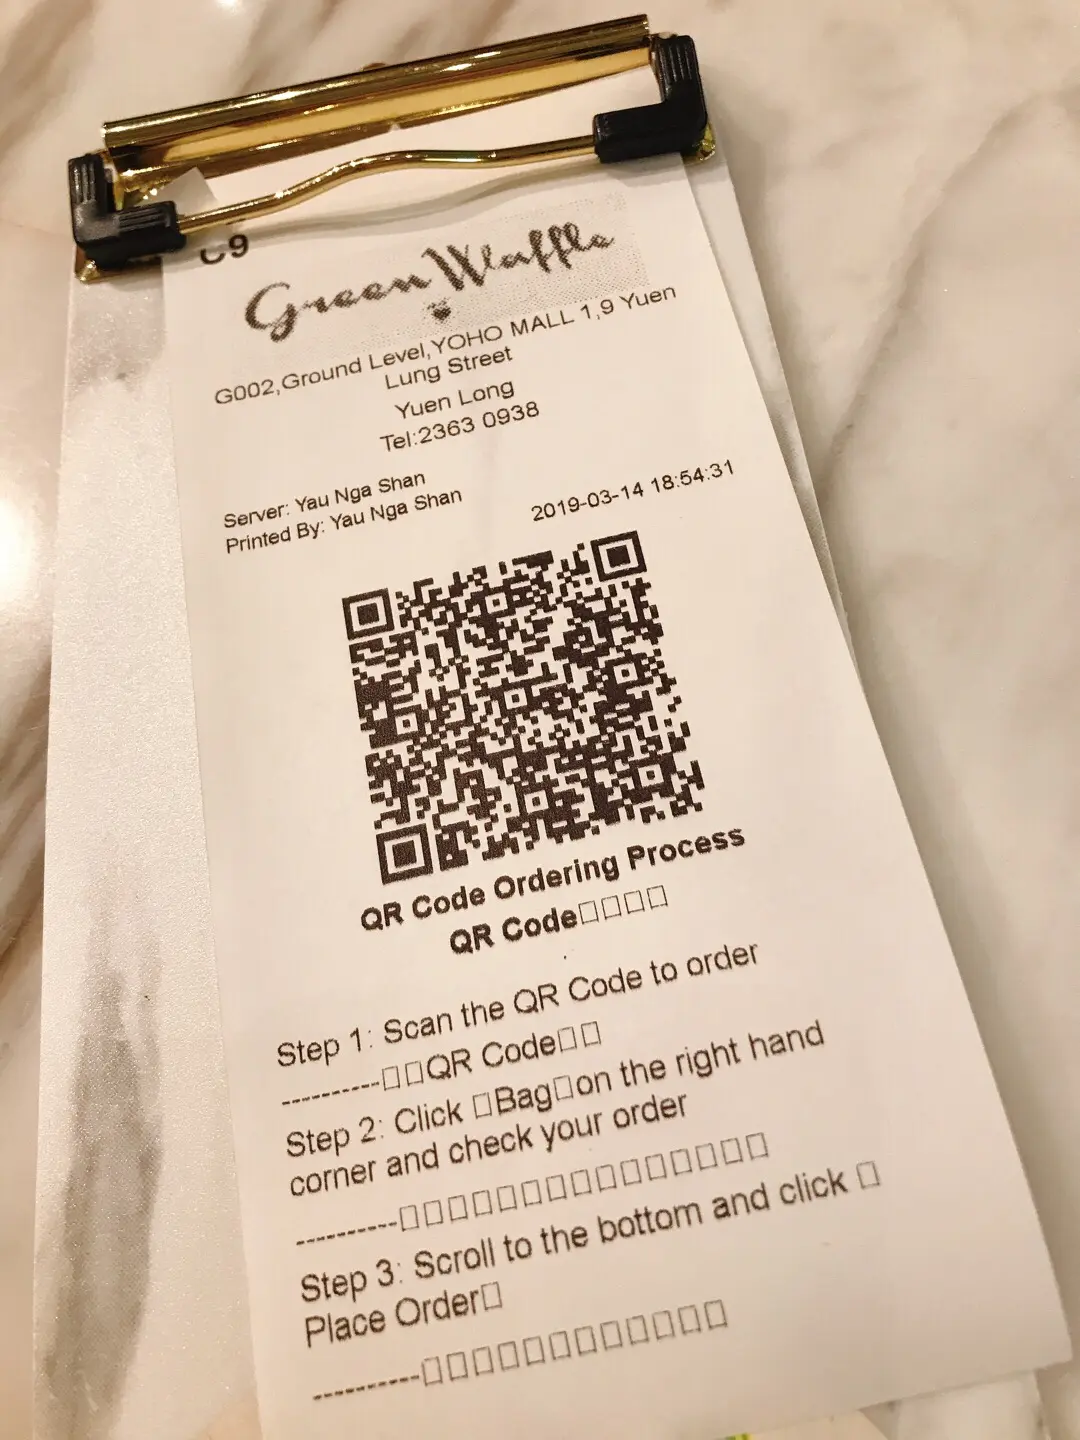 C9
Green Waffle
G002,Ground Level,YOHO MALL 1,9 Yuen
Lung Street
Yuen Long
Tel:2363 0938
Server: Yau Nga Shan
Printed By: Yau Nga Shan
2019-03-14 18:54:31
QR Code Ordering Process
QR Code□□□□
Step 1: Scan the QR Code to order
----------□□QR Code□□
Step 2: Click □Bag□on the right hand
corner and check your order
----------□□□□□□□□□□□□□□□
Step 3: Scroll to the bottom and click □
Place Order□
----------□□□□□□□□□□□□